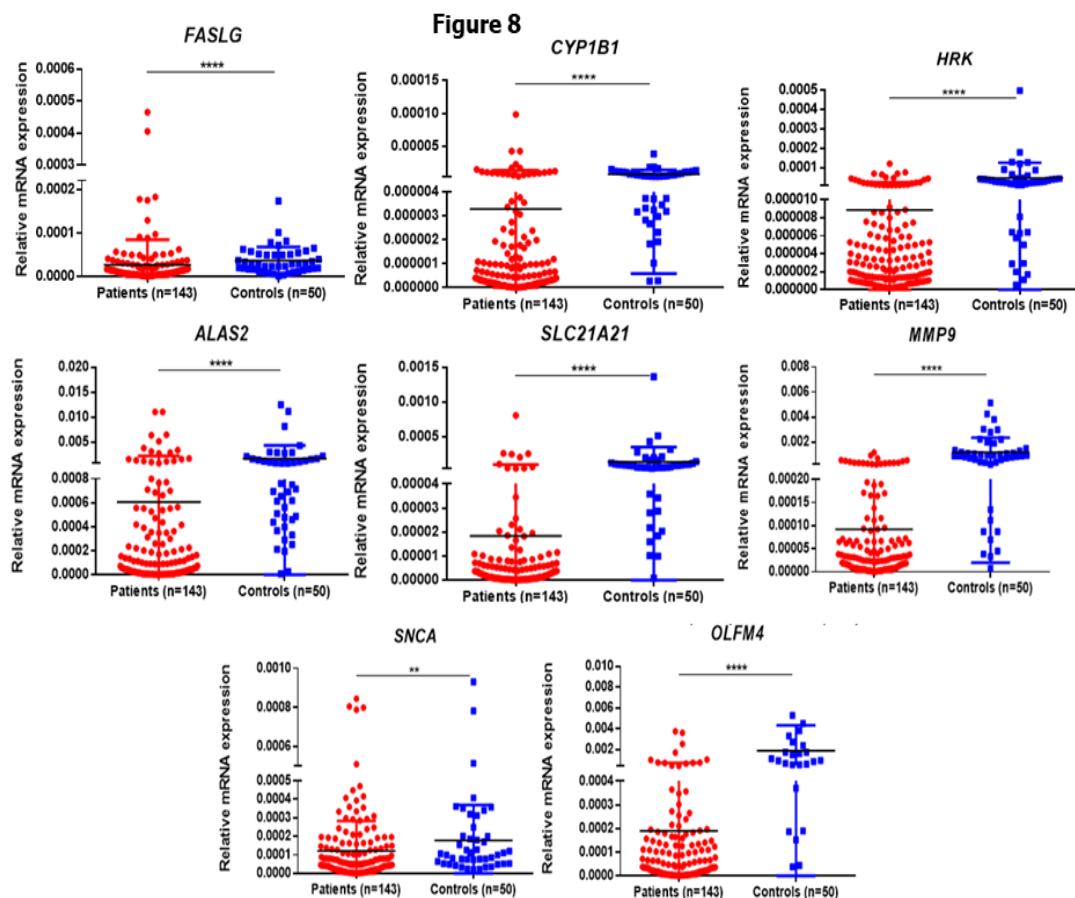 Figure 8
FASLG
****
Relative mRNA expression
0.0006
0.0005
0.0004
0.0003
0.0002
0.0001
0.0000
Patients (n=143)
Controls (n=50)
CYP1B1
****
Relative mRNA expression
0.00015
0.00010
0.00005
0.000004
0.000003
0.000002
0.000001
0.000000
Patients (n=143)
Controls (n=50)
HRK
****
Relative mRNA expression
0.0005
0.0004
0.0003
0.0002
0.0001
0.000010
0.000008
0.000006
0.000004
0.000002
0.000000
Patients (n=143)
Controls (n=50)
ALAS2
****
Relative mRNA expression
0.020
0.015
0.010
0.005
0.0008
0.0006
0.0004
0.0002
0.0000
Patients (n=143)
Controls (n=50)
SLC21A21
****
Relative mRNA expression
0.0015
0.0010
0.0005
0.00004
0.00003
0.00002
0.00001
0.00000
Patients (n=143)
Controls (n=50)
MMP9
****
Relative mRNA expression
0.008
0.006
0.004
0.002
0.00020
0.00015
0.00010
0.00005
0.00000
Patients (n=143)
Controls (n=50)
SNCA
**
Relative mRNA expression
0.0010
0.0008
0.0006
0.0005
0.0004
0.0003
0.0002
0.0001
0.0000
Patients (n=143)
Controls (n=50)
OLFM4
****
Relative mRNA expression
0.010
0.008
0.006
0.004
0.002
0.0004
0.0003
0.0002
0.0001
0.0000
Patients (n=143)
Controls (n=50)